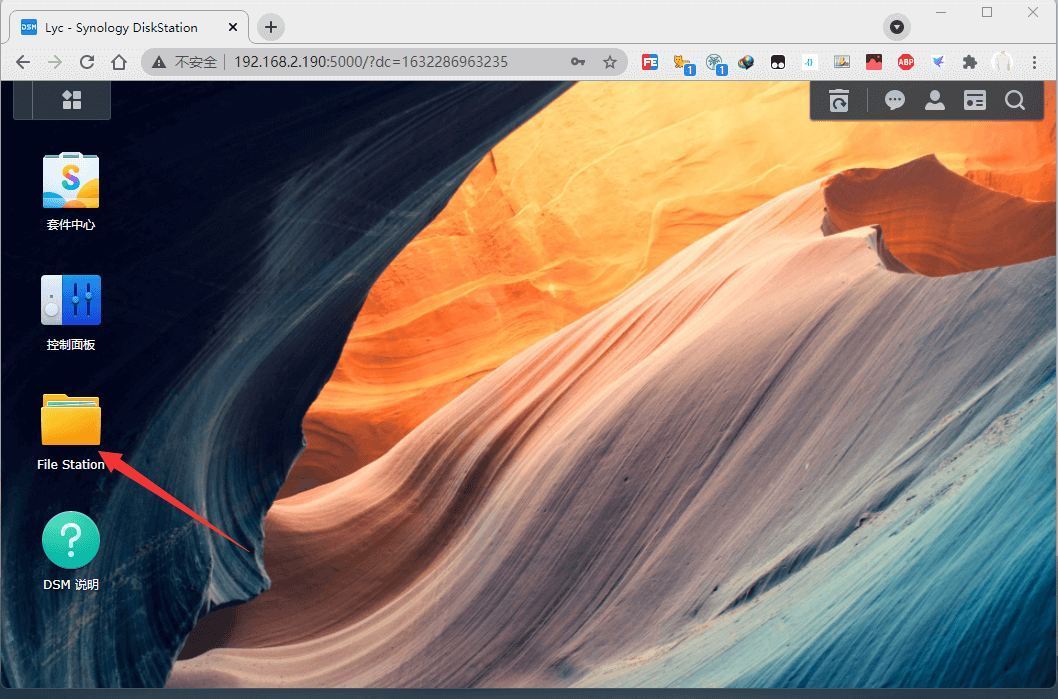 DSM Lyc - Synology DiskStation
不安全 192.168.2.190:5000/?dc=1632286963235
FE 1 1 ABP
S
套件中心
控制面板
File Station
?
DSM 说明